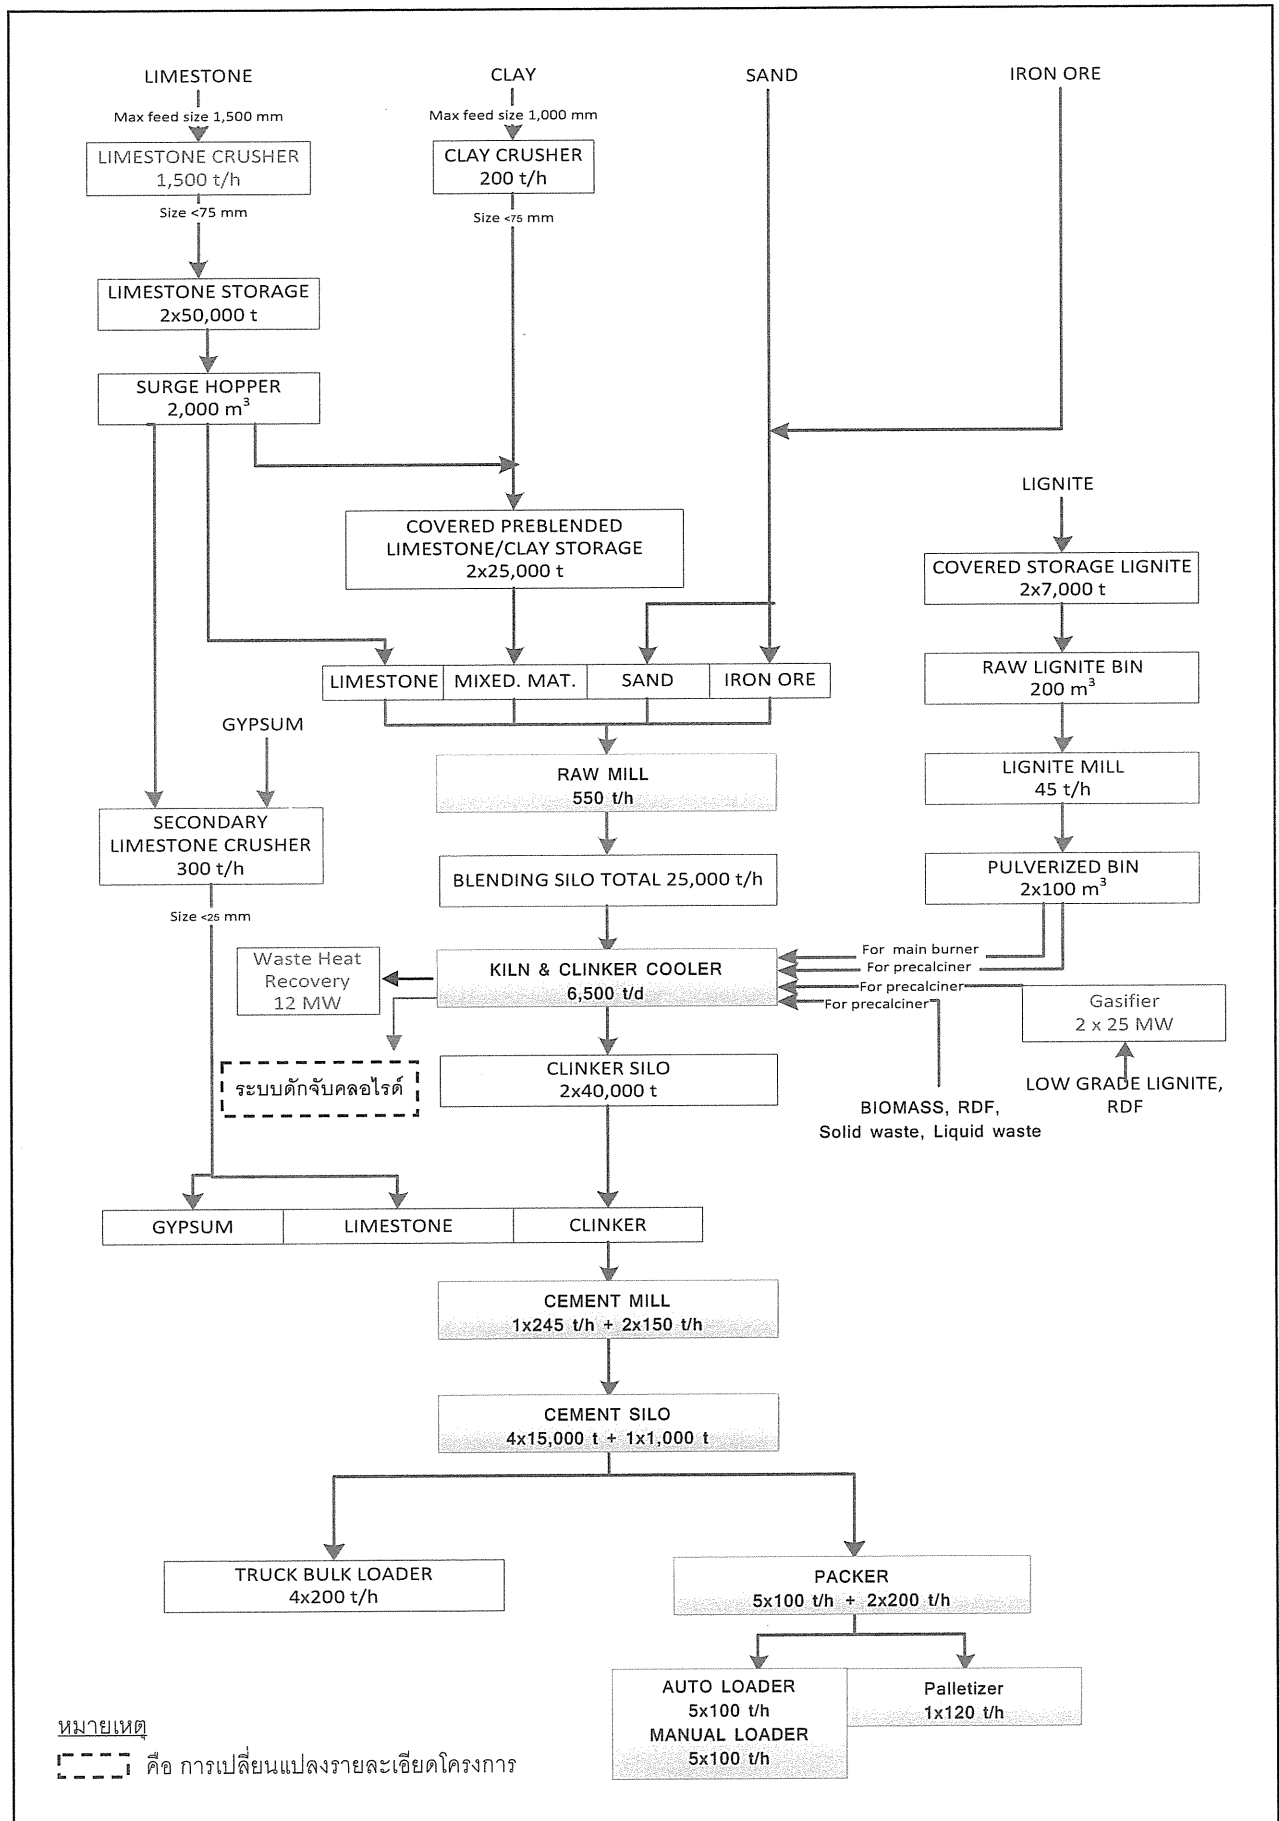 LIMESTONE
CLAY
SAND
IRON ORE
Max feed size 1,500 mm
Max feed size 1,000 mm
LIMESTONE CRUSHER
1,500 t/h
CLAY CRUSHER
200 t/h
Size <75 mm
Size <75 mm
LIMESTONE STORAGE
2x50,000 t
SURGE HOPPER
2,000 m³
LIGNITE
COVERED PREBLENDED
LIMESTONE/CLAY STORAGE
2x25,000 t
COVERED STORAGE LIGNITE
2x7,000 t
RAW LIGNITE BIN
200 m³
LIMESTONE
MIXED. MAT.
SAND
IRON ORE
GYPSUM
RAW MILL
550 t/h
LIGNITE MILL
45 t/h
SECONDARY
LIMESTONE CRUSHER
300 t/h
BLENDING SILO TOTAL 25,000 t/h
PULVERIZED BIN
2x100 m³
Size <25 mm
Waste Heat
Recovery
12 MW
KILN & CLINKER COOLER
6,500 t/d
For main burner
For precalciner
For precalciner
For precalciner
Gasifier
2 x 25 MW
ระบบดักจับคลอไรด์
CLINKER SILO
2x40,000 t
LOW GRADE LIGNITE,
RDF
BIOMASS, RDF,
Solid waste, Liquid waste
GYPSUM
LIMESTONE
CLINKER
CEMENT MILL
1x245 t/h + 2x150 t/h
CEMENT SILO
4x15,000 t + 1x1,000 t
TRUCK BULK LOADER
4x200 t/h
PACKER
5x100 t/h + 2x200 t/h
AUTO LOADER
5x100 t/h
MANUAL LOADER
5x100 t/h
Palletizer
1x120 t/h
หมายเหตุ
คือ การเปลี่ยนแปลงรายละเอียดโครงการ